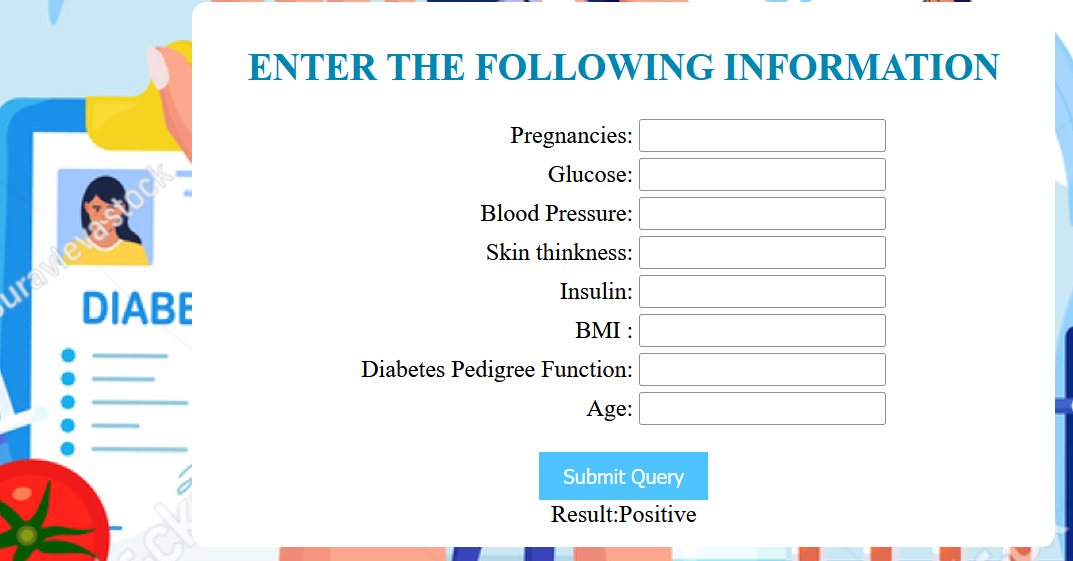 ENTER THE FOLLOWING INFORMATION
Pregnancies:
Glucose:
Blood Pressure:
Skin thinkness:
Insulin:
BMI :
Diabetes Pedigree Function:
Age:
Submit Query
Result:Positive
DIABE